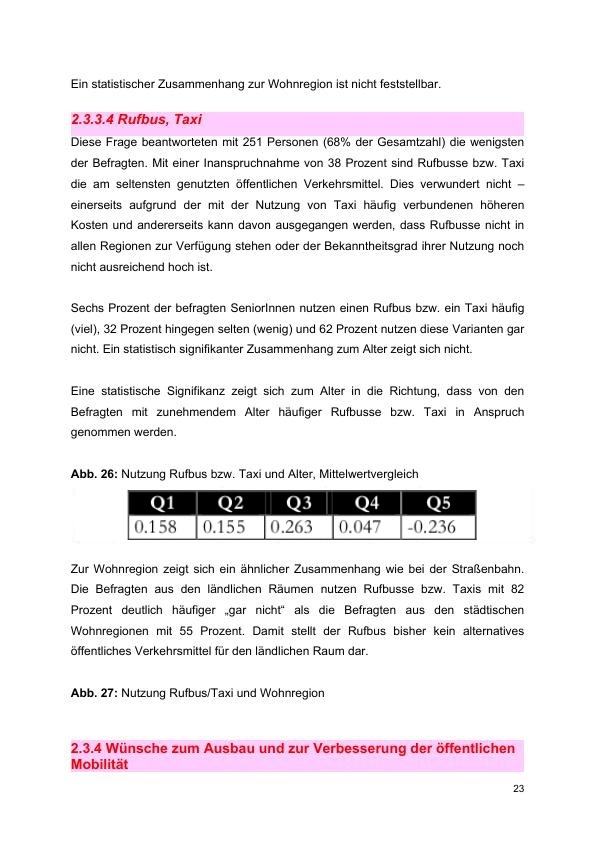 Ein statistischer Zusammenhang zur Wohnregion ist nicht feststellbar.
2.3.3.4 Rufbus, Taxi
Diese Frage beantworteten mit 251 Personen (68% der Gesamtzahl) die wenigsten
der Befragten. Mit einer Inanspruchnahme von 38 Prozent sind Rufbusse bzw. Taxi
die am seltensten genutzten öffentlichen Verkehrsmittel. Dies verwundert nicht –
einerseits aufgrund der mit der Nutzung von Taxi häufig verbundenen höheren
Kosten und andererseits kann davon ausgegangen werden, dass Rufbusse nicht in
allen Regionen zur Verfügung stehen oder der Bekanntheitsgrad ihrer Nutzung noch
nicht ausreichend hoch ist.
Sechs Prozent der befragten SeniorInnen nutzen einen Rufbus bzw. ein Taxi häufig
(viel), 32 Prozent hingegen selten (wenig) und 62 Prozent nutzen diese Varianten gar
nicht. Ein statistisch signifikanter Zusammenhang zum Alter zeigt sich nicht.
Eine statistische Signifikanz zeigt sich zum Alter in die Richtung, dass von den
Befragten mit zunehmendem Alter häufiger Rufbusse bzw. Taxi in Anspruch
genommen werden.
Abb. 26: Nutzung Rufbus bzw. Taxi und Alter, Mittelwertvergleich
Q1 Q2 Q3 Q4 Q5
0.158 0.155 0.263 0.047 -0.236
Zur Wohnregion zeigt sich ein ähnlicher Zusammenhang wie bei der Straßenbahn.
Die Befragten aus den ländlichen Räumen nutzen Rufbusse bzw. Taxis mit 82
Prozent deutlich häufiger „gar nicht“ als die Befragten aus den städtischen
Wohnregionen mit 55 Prozent. Damit stellt der Rufbus bisher kein alternatives
öffentliches Verkehrsmittel für den ländlichen Raum dar.
Abb. 27: Nutzung Rufbus/Taxi und Wohnregion
2.3.4 Wünsche zum Ausbau und zur Verbesserung der öffentlichen
Mobilität
23